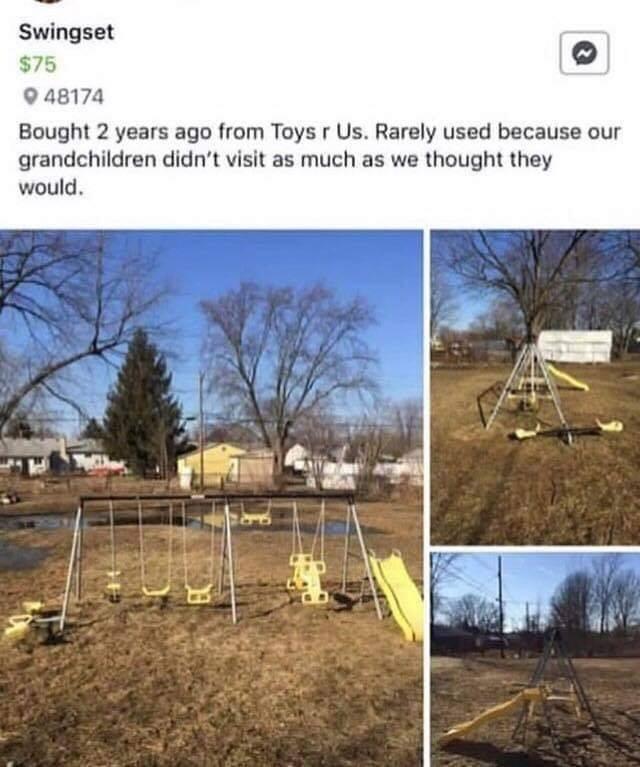 Swingset
$75
48174
Bought 2 years ago from Toys r Us. Rarely used because our
grandchildren didn't visit as much as we thought they
would.